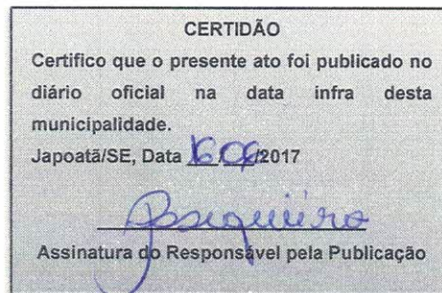 CERTIDÃO
Certifico que o presente ato foi publicado no
diário oficial na data infra desta
municipalidade.
Japoatã/SE, Data 16/06/2017
Assinatura do Responsável pela Publicação